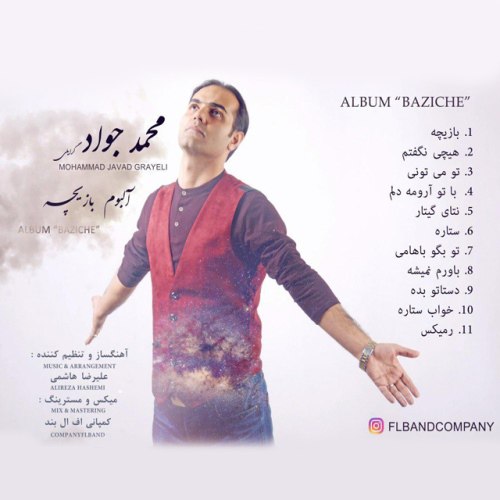 محمد جواد گرایلی
MOHAMMAD JAVAD GRAYELI
آلبوم بازیچه
ALBUM "BAZICHE"
آهنگساز و تنظیم کننده :
MUSIC & ARRANGEMENT
علیرضا هاشمی
ALIREZA HASHEMI
میکس و مسترینگ :
MIX & MASTERING
کمپانی اف ال بند
COMPANYFLBAND
ALBUM “BAZICHE”
1. بازیچه
2. هیچی نگفتم
3. تو می تونی
4. با تو آرومه دلم
5. نتای گیتار
6. ستاره
7. تو بگو باهامی
8. باورم نمیشه
9. دستاتو بده
10. خواب ستاره
11. رمیکس
FLBANDCOMPANY